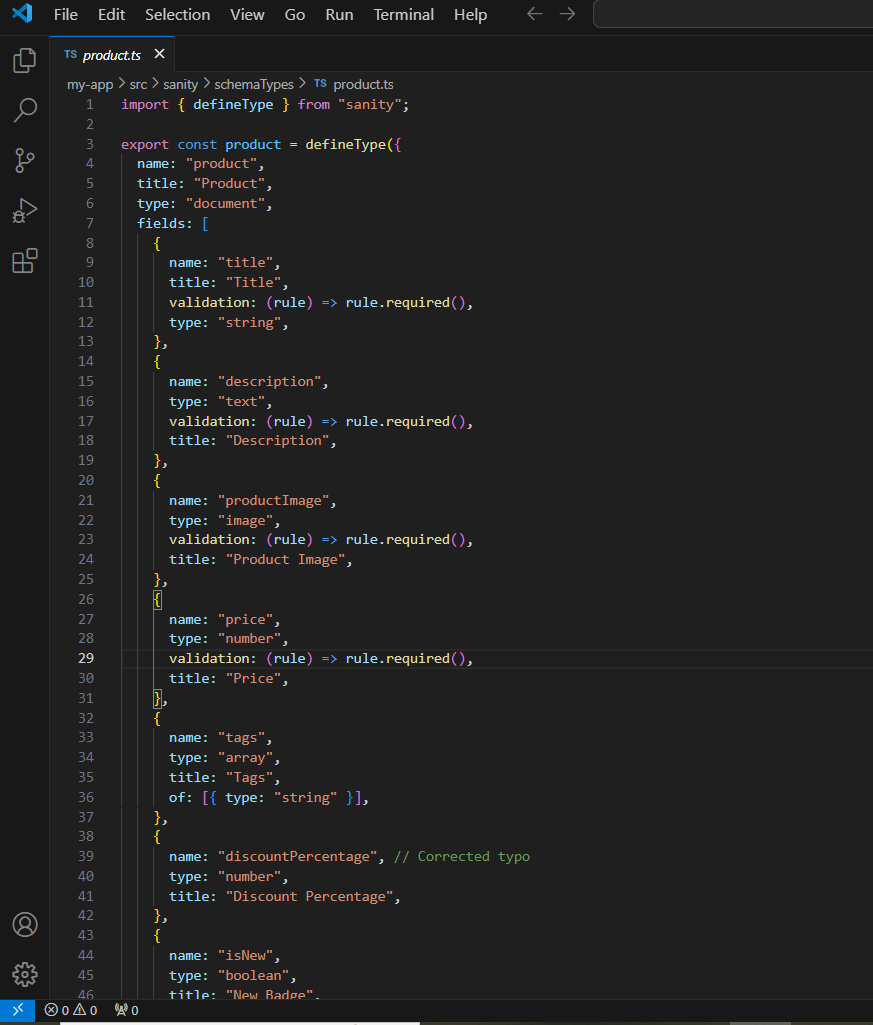 File Edit Selection View Go Run Terminal Help
TS product.ts
my-app > src > sanity > schemaTypes > TS product.ts
1 import { defineType } from "sanity";
2
3 export const product = defineType({
4 name: "product",
5 title: "Product",
6 type: "document",
7 fields: [
8 {
9 name: "title",
10 title: "Title",
11 validation: (rule) => rule.required(),
12 type: "string",
13 },
14 {
15 name: "description",
16 type: "text",
17 validation: (rule) => rule.required(),
18 title: "Description",
19 },
20 {
21 name: "productImage",
22 type: "image",
23 validation: (rule) => rule.required(),
24 title: "Product Image",
25 },
26 {
27 name: "price",
28 type: "number",
29 validation: (rule) => rule.required(),
30 title: "Price",
31 },
32 {
33 name: "tags",
34 type: "array",
35 title: "Tags",
36 of: [{ type: "string" }],
37 },
38 {
39 name: "discountPercentage", // Corrected typo
40 type: "number",
41 title: "Discount Percentage",
42 },
43 {
44 name: "isNew",
45 type: "boolean",
46 title: "New Badge",
0 0 0